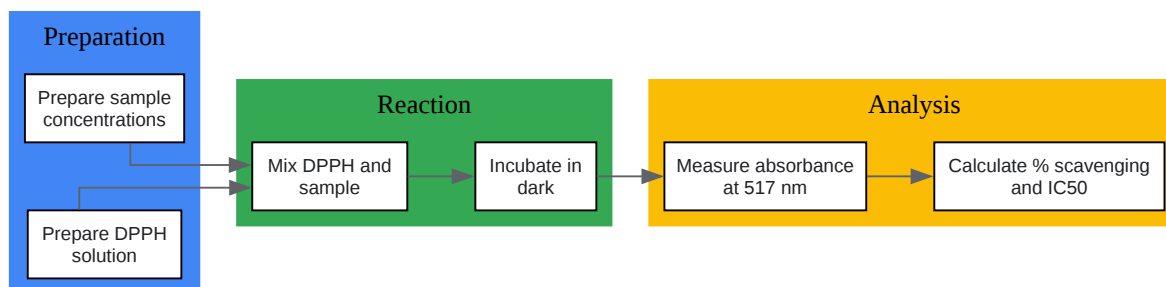 Preparation
Prepare sample
concentrations
Prepare DPPH
solution
Reaction
Mix DPPH and
sample
Incubate in
dark
Analysis
Measure absorbance
at 517 nm
Calculate % scavenging
and IC50